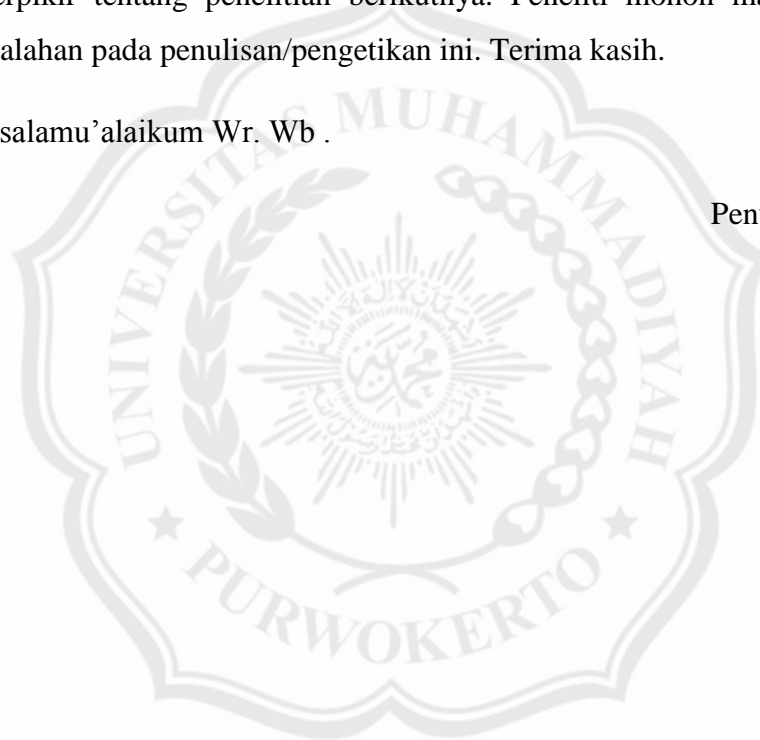 erpikir tentang penelitian berikutnya. Peneliti mohon ma
alahan pada penulisan/pengetikan ini. Terima kasih.
salamu’alaikum Wr. Wb .
Pen
UNIVERSITAS MUHAMMADIYAH
PURWOKERTO